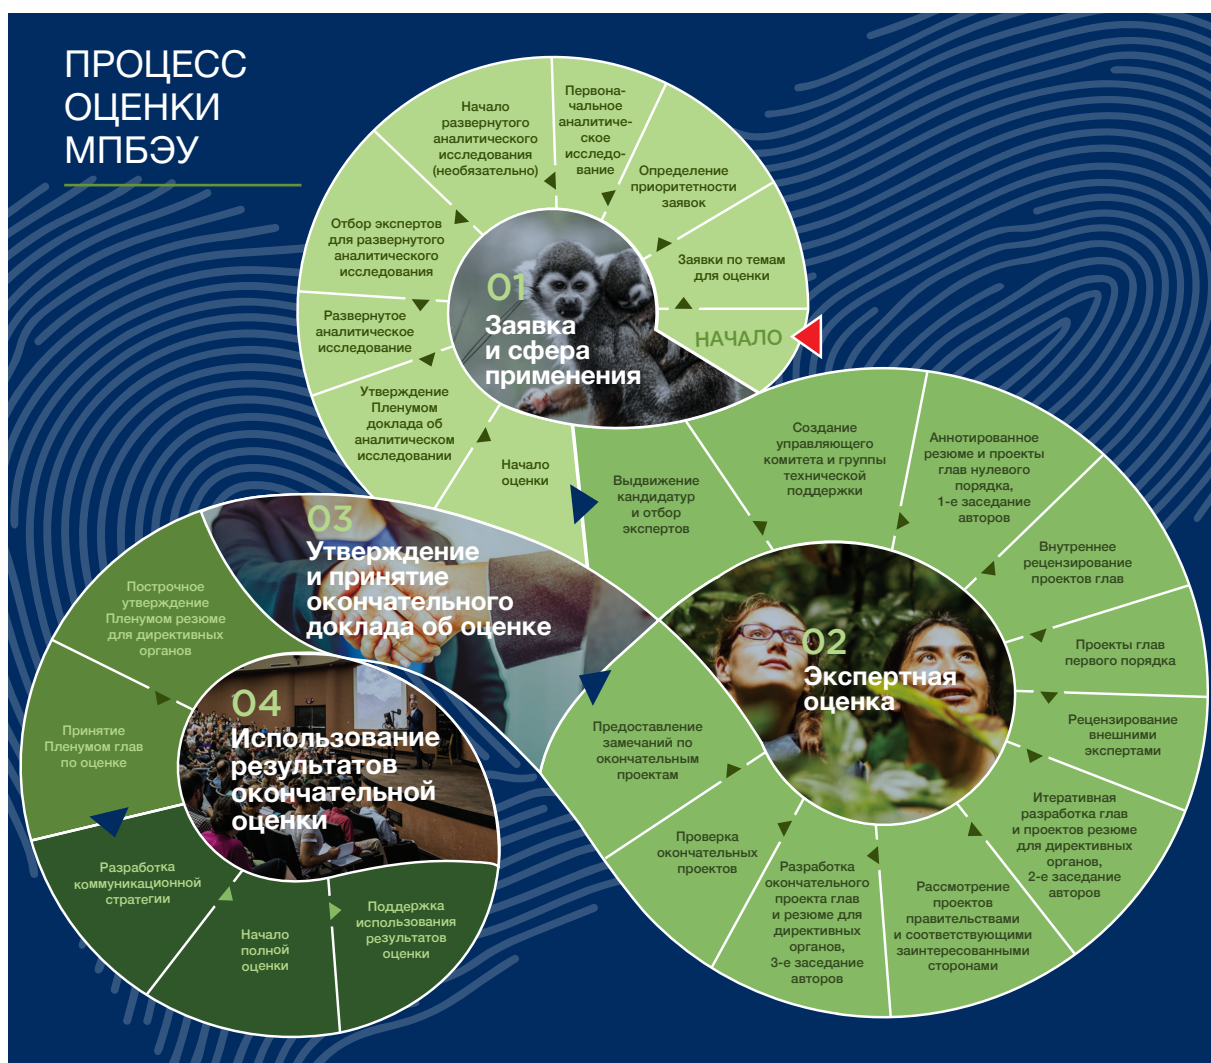 ПРОЦЕСС
ОЦЕНКИ
МПБЭУ
01
Заявка
и сфера
применения
НАЧАЛО
Заявки по темам
для оценки
Определение
приоритетности
заявок
Первона-
чальное
аналитиче-
ское
исследо-
вание
Начало
развернутого
аналитического
исследования
(необязательно)
Отбор экспертов
для развернутого
аналитического
исследования
Развернутое
аналитическое
исследование
Утверждение
Пленумом
доклада об
аналитическом
исследовании
Начало
оценки
02
Экспертная
оценка
Выдвижение
кандидатур
и отбор
экспертов
Создание
управляющего
комитета и группы
технической
поддержки
Аннотированное
резюме и проекты
глав нулевого
порядка,
1-е заседание
авторов
Внутреннее
рецензирование
проектов глав
Проекты глав
первого порядка
Рецензирование
внешними
экспертами
Итеративная
разработка глав
и проектов резюме
для директивных
органов,
2-е заседание
авторов
Рассмотрение
проектов
правительствами
и соответствующими
заинтересованными
сторонами
Разработка
окончательного
проекта глав
и резюме для
директивных
органов,
3-е заседание
авторов
Проверка
окончательных
проектов
Предоставление
замечаний по
окончательным
проектам
03
Утверждение
и принятие
окончательного
доклада об оценке
Построчное
утверждение
Пленумом резюме
для директивных
органов
Принятие
Пленумом глав
по оценке
04
Использование
результатов
окончательной
оценки
Разработка
коммуникационной
стратегии
Начало
полной
оценки
Поддержка
использования
результатов
оценки